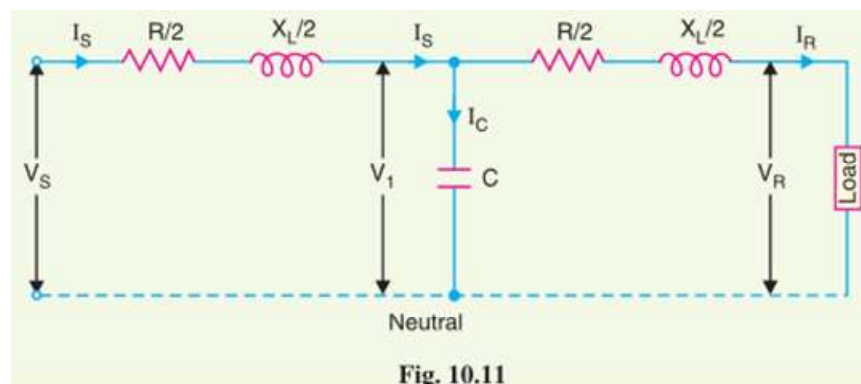 I_S R/2 X_L/2 I_S R/2 X_L/2 I_R
I_C
V_S V_1 C V_R Load
Neutral
Fig. 10.11